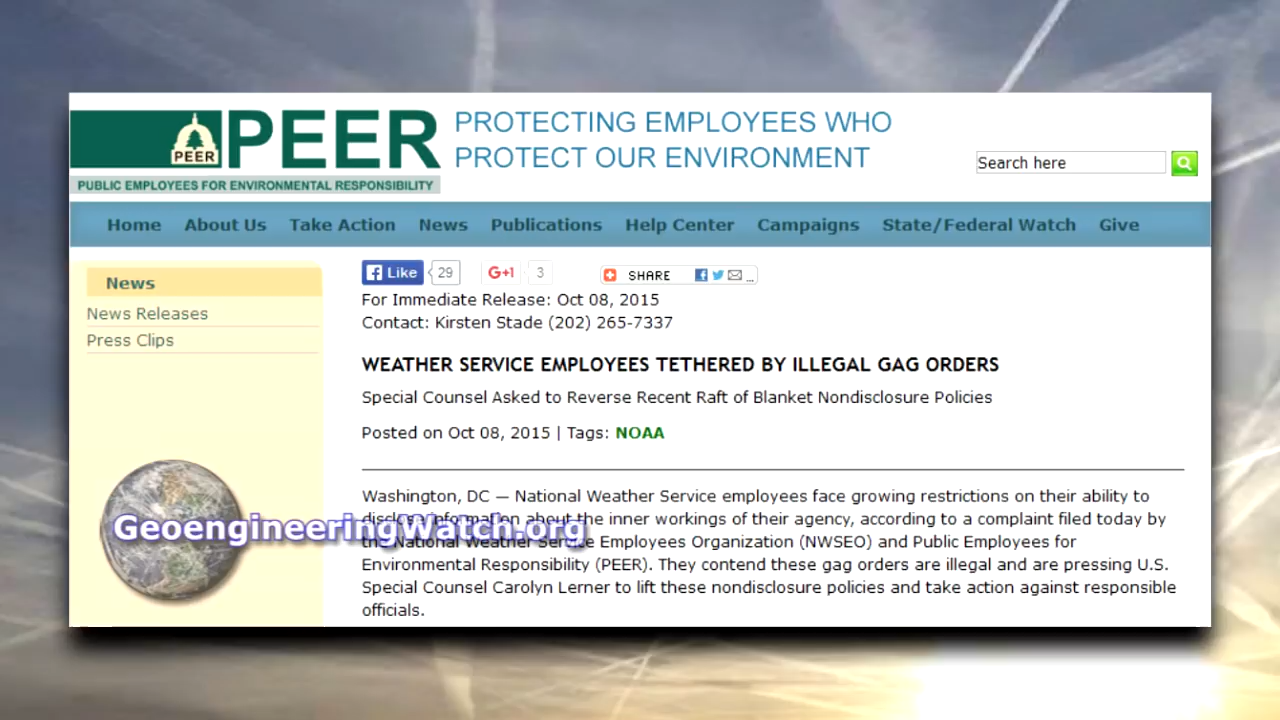 PEER
PEER
PUBLIC EMPLOYEES FOR ENVIRONMENTAL RESPONSIBILITY
PROTECTING EMPLOYEES WHO
PROTECT OUR ENVIRONMENT
Search here
Home About Us Take Action News Publications Help Center Campaigns State/Federal Watch Give
News
News Releases
Press Clips
Like 29 G+1 3 SHARE ...
For Immediate Release: Oct 08, 2015
Contact: Kirsten Stade (202) 265-7337
WEATHER SERVICE EMPLOYEES TETHERED BY ILLEGAL GAG ORDERS
Special Counsel Asked to Reverse Recent Raft of Blanket Nondisclosure Policies
Posted on Oct 08, 2015 | Tags: NOAA
Washington, DC — National Weather Service employees face growing restrictions on their ability to
disclose information about the inner workings of their agency, according to a complaint filed today by
the National Weather Service Employees Organization (NWSEO) and Public Employees for
Environmental Responsibility (PEER). They contend these gag orders are illegal and are pressing U.S.
Special Counsel Carolyn Lerner to lift these nondisclosure policies and take action against responsible
officials.
GeoengineeringWatch.org